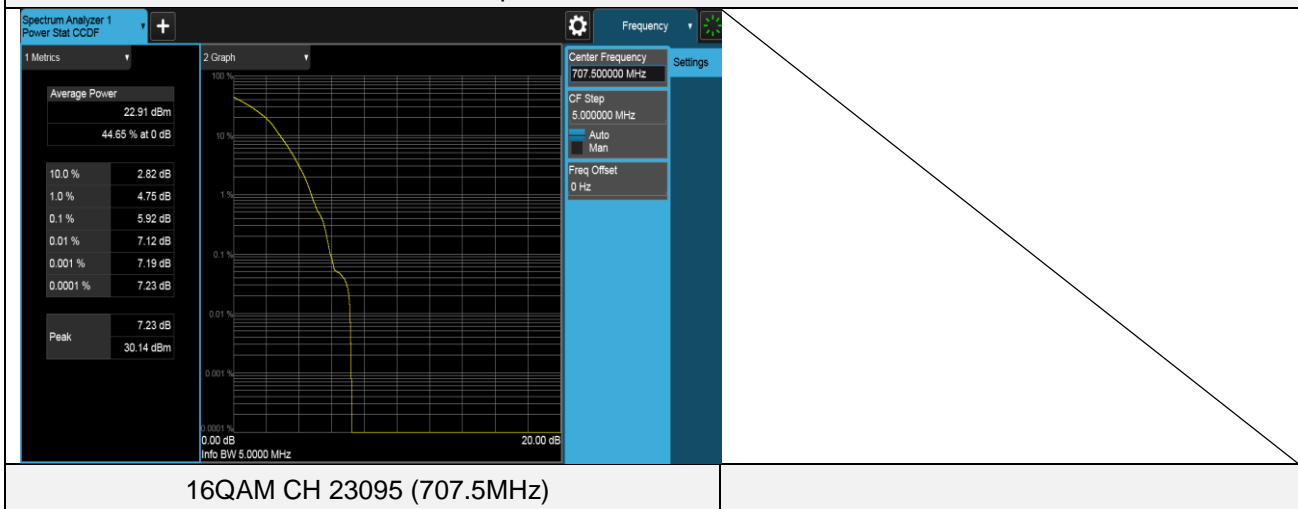 Spectrum Analyzer 1
Power Stat CCDF
+
Frequency
1 Metrics
2 Graph
Average Power
22.91 dBm
44.65 % at 0 dB
10.0 % 2.82 dB
1.0 % 4.75 dB
0.1 % 5.92 dB
0.01 % 7.12 dB
0.001 % 7.19 dB
0.0001 % 7.23 dB
Peak
7.23 dB
30.14 dBm
100 %
10 %
1 %
0.1 %
0.01 %
0.001 %
0.0001 %
0.00 dB 20.00 dB
Info BW 5.0000 MHz
Center Frequency
707.500000 MHz
CF Step
5.000000 MHz
Auto
Man
Freq Offset
0 Hz
Settings
16QAM CH 23095 (707.5MHz)